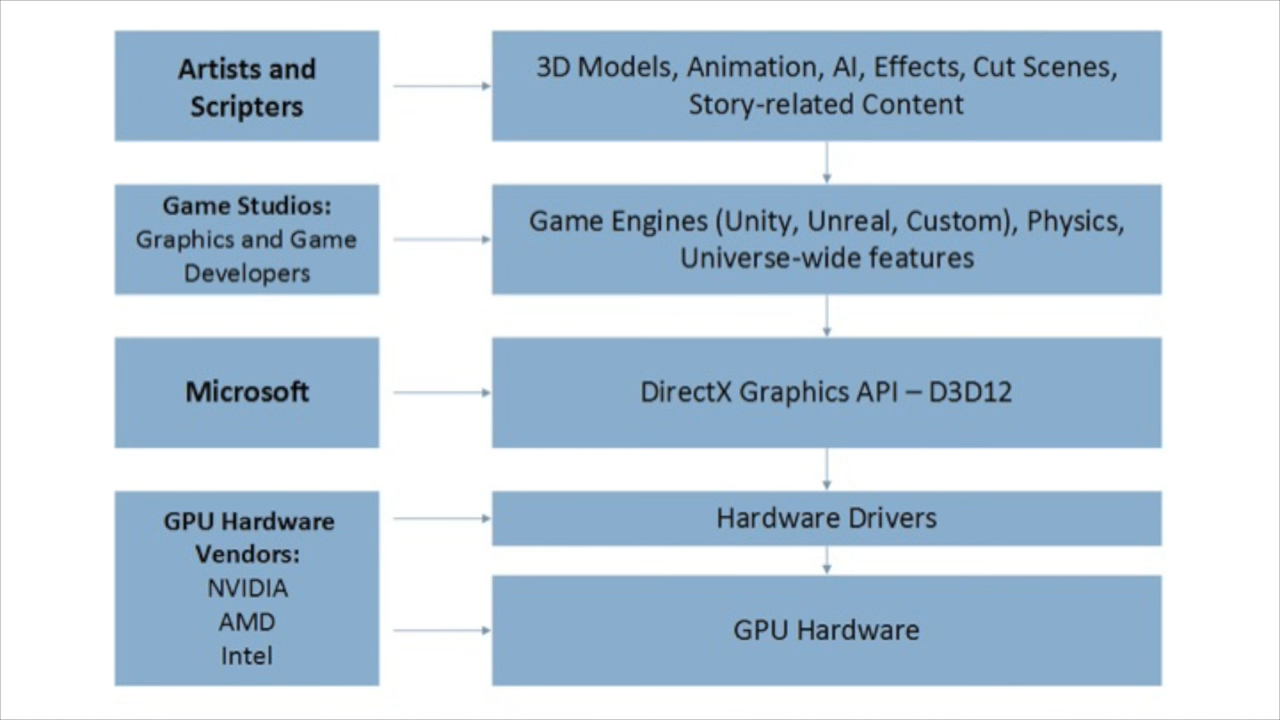 Artists and
Scripters
3D Models, Animation, AI, Effects, Cut Scenes,
Story-related Content
Game Studios:
Graphics and Game
Developers
Game Engines (Unity, Unreal, Custom), Physics,
Universe-wide features
Microsoft
DirectX Graphics API – D3D12
GPU Hardware
Vendors:
NVIDIA
AMD
Intel
Hardware Drivers
GPU Hardware